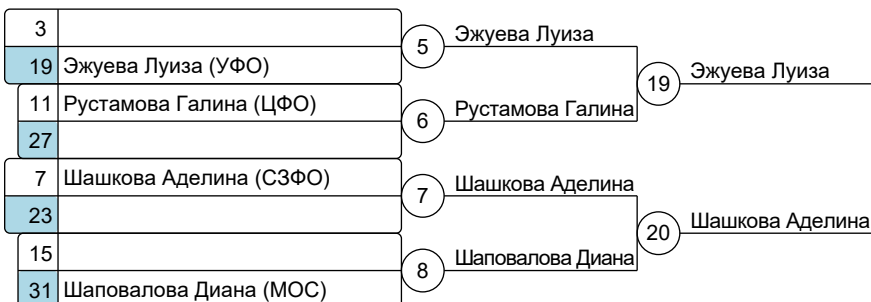 3
5
Эжуева Луиза
19 Эжуева Луиза (УФО)
19
Эжуева Луиза
11 Рустамова Галина (ЦФО)
6
Рустамова Галина
27
7 Шашкова Аделина (СЗФО)
7
Шашкова Аделина
23
20
Шашкова Аделина
15
8
Шаповалова Диана
31 Шаповалова Диана (МОС)